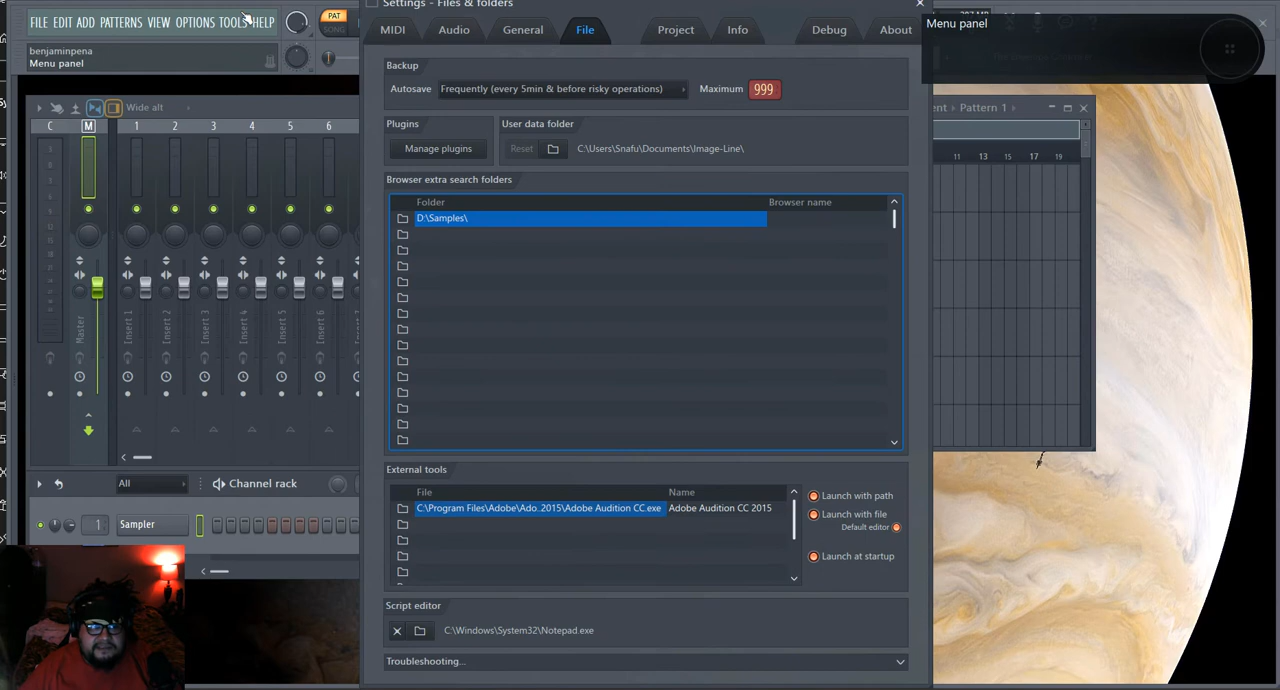 Settings - Files & folders
FILE EDIT ADD PATTERNS VIEW OPTIONS TOOLS HELP
PAT
SONG
benjaminpena
Menu panel
MIDI Audio General File Project Info Debug About
Menu panel
Backup
Autosave Frequently (every 5min & before risky operations) Maximum 999
Plugins User data folder
Manage plugins Reset C:\Users\Snafu\Documents\Image-Line\
Browser extra search folders
Folder Browser name
D:\Samples\
Wide alt
C M 1 2 3 4 5 6
Master Insert 1 Insert 2 Insert 3 Insert 4 Insert 5 Insert 6
ent Pattern 1
11 13 15 17 19
All Channel rack
1 Sampler
External tools
File Name
C:\Program Files\Adobe\Ado..2015\Adobe Audition CC.exe Adobe Audition CC 2015
Launch with path
Launch with file
Default editor
Launch at startup
Script editor
C:\Windows\System32\Notepad.exe
Troubleshooting...